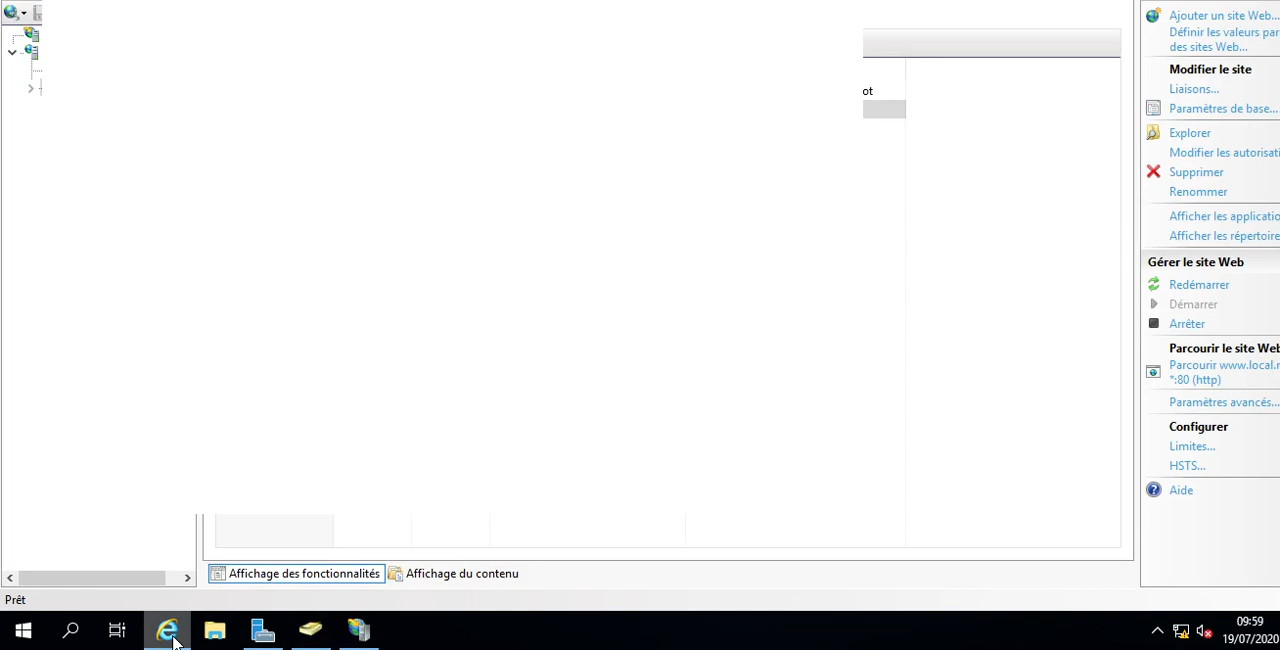 Ajouter un site Web...
Définir les valeurs par
des sites Web...
Modifier le site
Liaisons...
ot
Paramètres de base...
Explorer
Modifier les autorisati
Supprimer
Renommer
Afficher les applicatio
Afficher les répertoire
Gérer le site Web
Redémarrer
Démarrer
Arrêter
Parcourir le site Web
Parcourir www.local.r
*:80 (http)
Paramètres avancés...
Configurer
Limites...
HSTS...
Aide
Affichage des fonctionnalités
Affichage du contenu
Prêt
09:59
19/07/2020